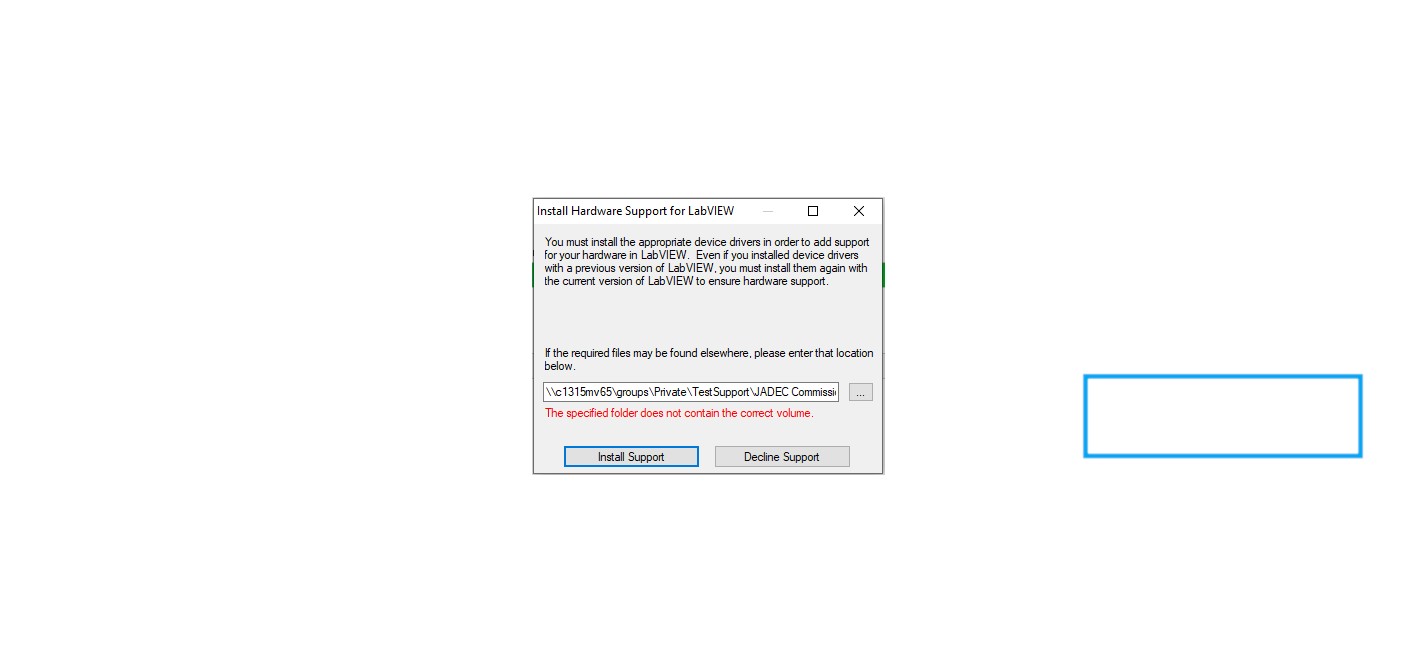 Install Hardware Support for LabVIEW
You must install the appropriate device drivers in order to add support
for your hardware in LabVIEW. Even if you installed device drivers
with a previous version of LabVIEW, you must install them again with
the current version of LabVIEW to ensure hardware support.
If the required files may be found elsewhere, please enter that location
below.
\\c1315mv65\groups\Private\TestSupport\JADEC Commissi
...
The specified folder does not contain the correct volume.
Install Support
Decline Support